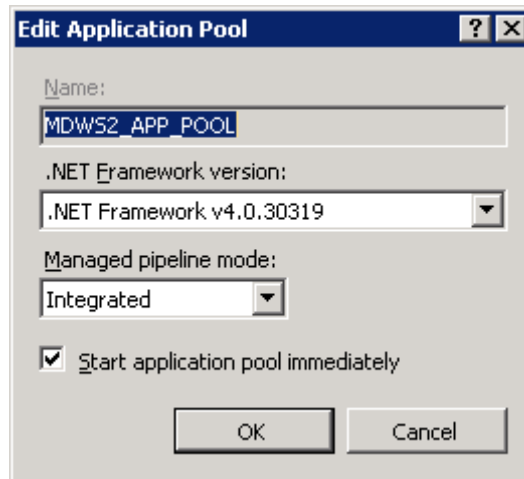 Edit Application Pool
Name:
MDWS2_APP_POOL
.NET Framework version:
.NET Framework v4.0.30319
Managed pipeline mode:
Integrated
Start application pool immediately
OK Cancel